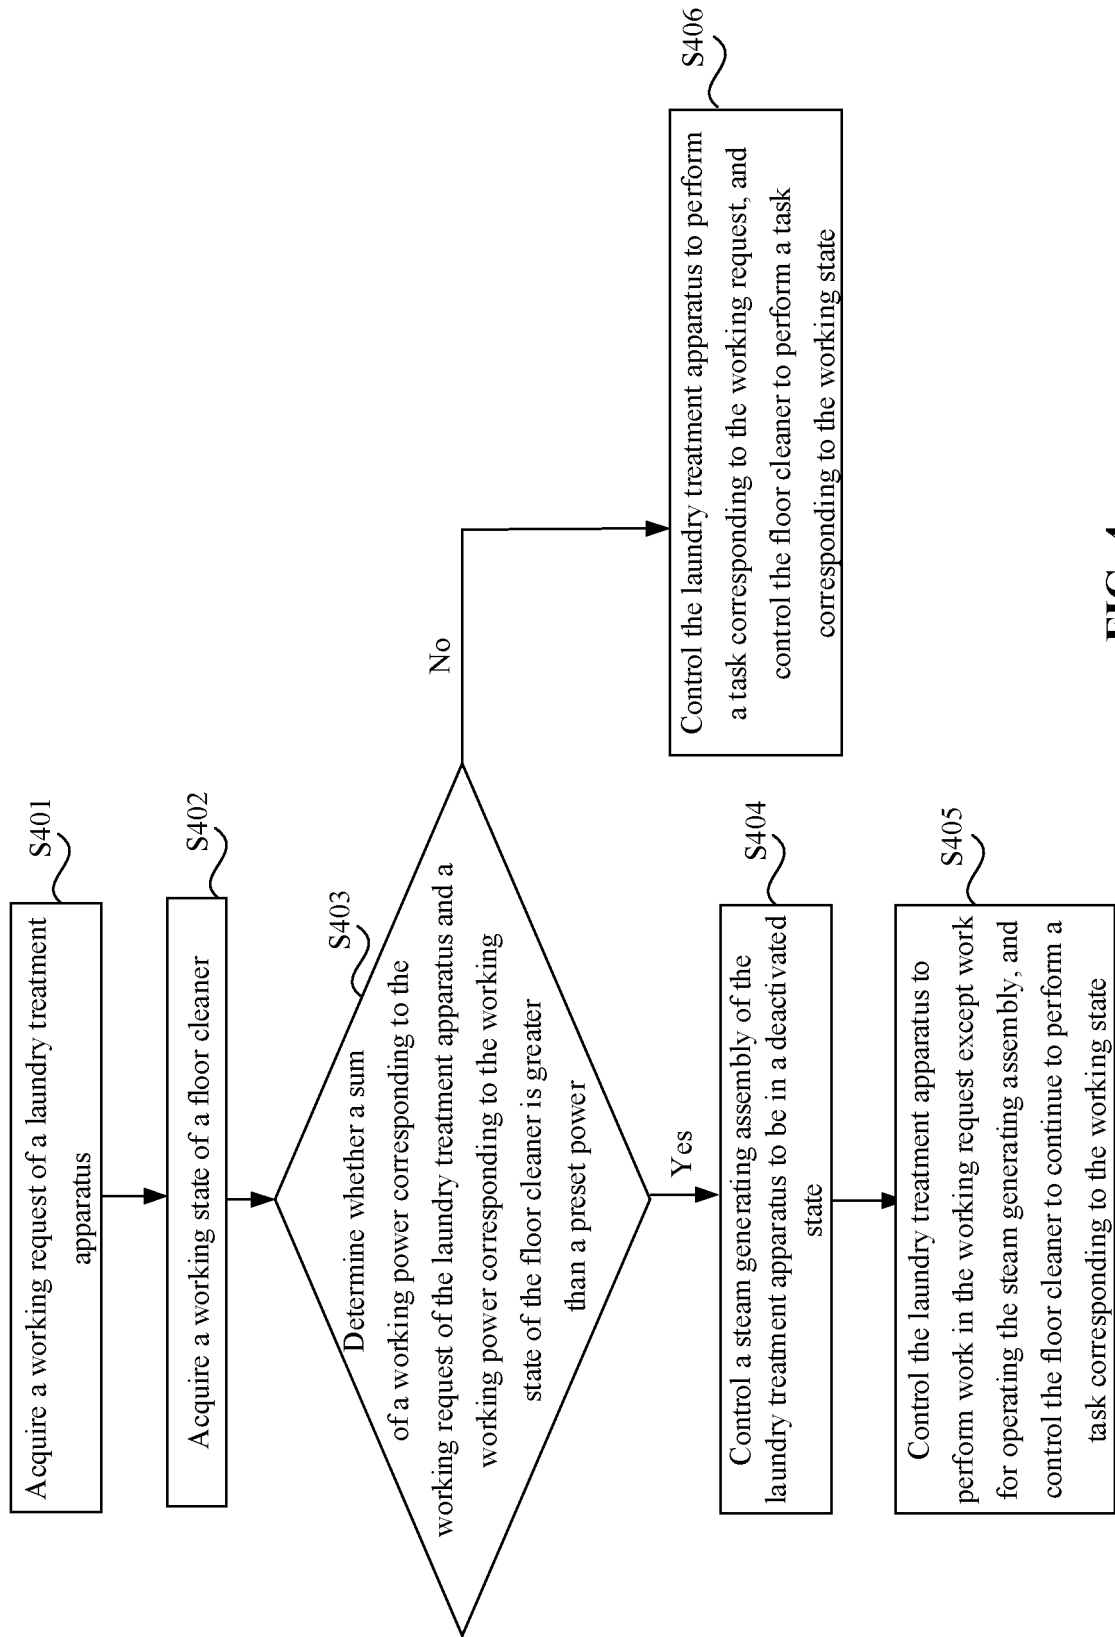 S401
Acquire a working request of a laundry treatment
apparatus
S402
Acquire a working state of a floor cleaner
S403
Determine whether a sum
of a working power corresponding to the
working request of the laundry treatment apparatus and a
working power corresponding to the working
state of the floor cleaner is greater
than a preset power
No
Yes
S404
Control a steam generating assembly of the
laundry treatment apparatus to be in a deactivated
state
S405
Control the laundry treatment apparatus to
perform work in the working request except work
for operating the steam generating assembly, and
control the floor cleaner to continue to perform a
task corresponding to the working state
S406
Control the laundry treatment apparatus to perform
a task corresponding to the working request, and
control the floor cleaner to perform a task
corresponding to the working state